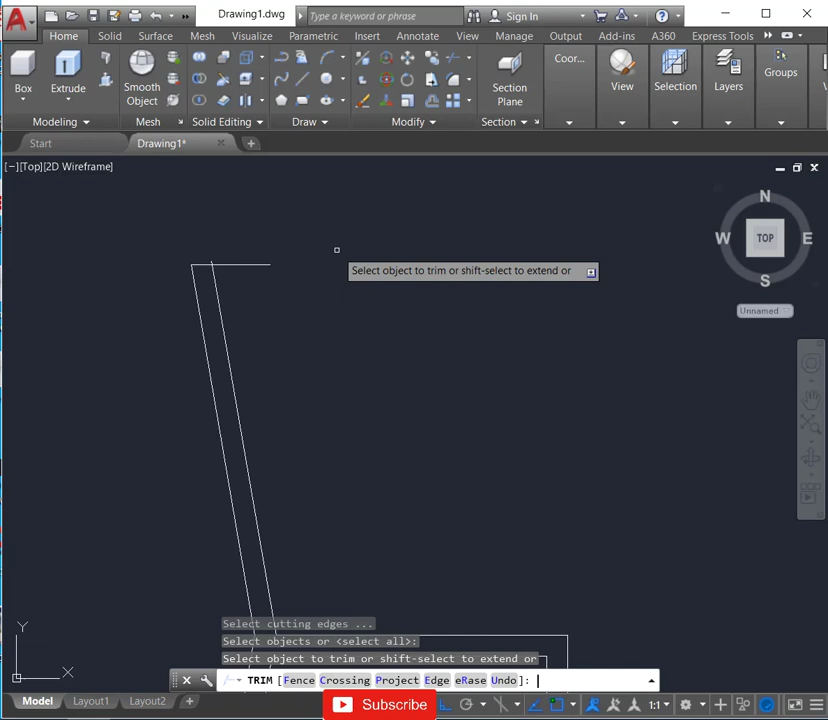 Drawing1.dwg
Type a keyword or phrase
Sign In
Home Solid Surface Mesh Visualize Parametric Insert Annotate View Manage Output Add-ins A360 Express Tools
Box
Extrude
Smooth Object
Section Plane
Coor...
View
Selection
Layers
Groups
Modeling
Mesh
Solid Editing
Draw
Modify
Section
Start
Drawing1*
[−][Top][2D Wireframe]
N
W TOP E
S
Unnamed
Select object to trim or shift-select to extend or
Y
X
Select cutting edges ...
Select objects or <select all>:
Select object to trim or shift-select to extend or
TRIM [Fence Crossing Project Edge eRase Undo]:
Model Layout1 Layout2
Subscribe
1:1